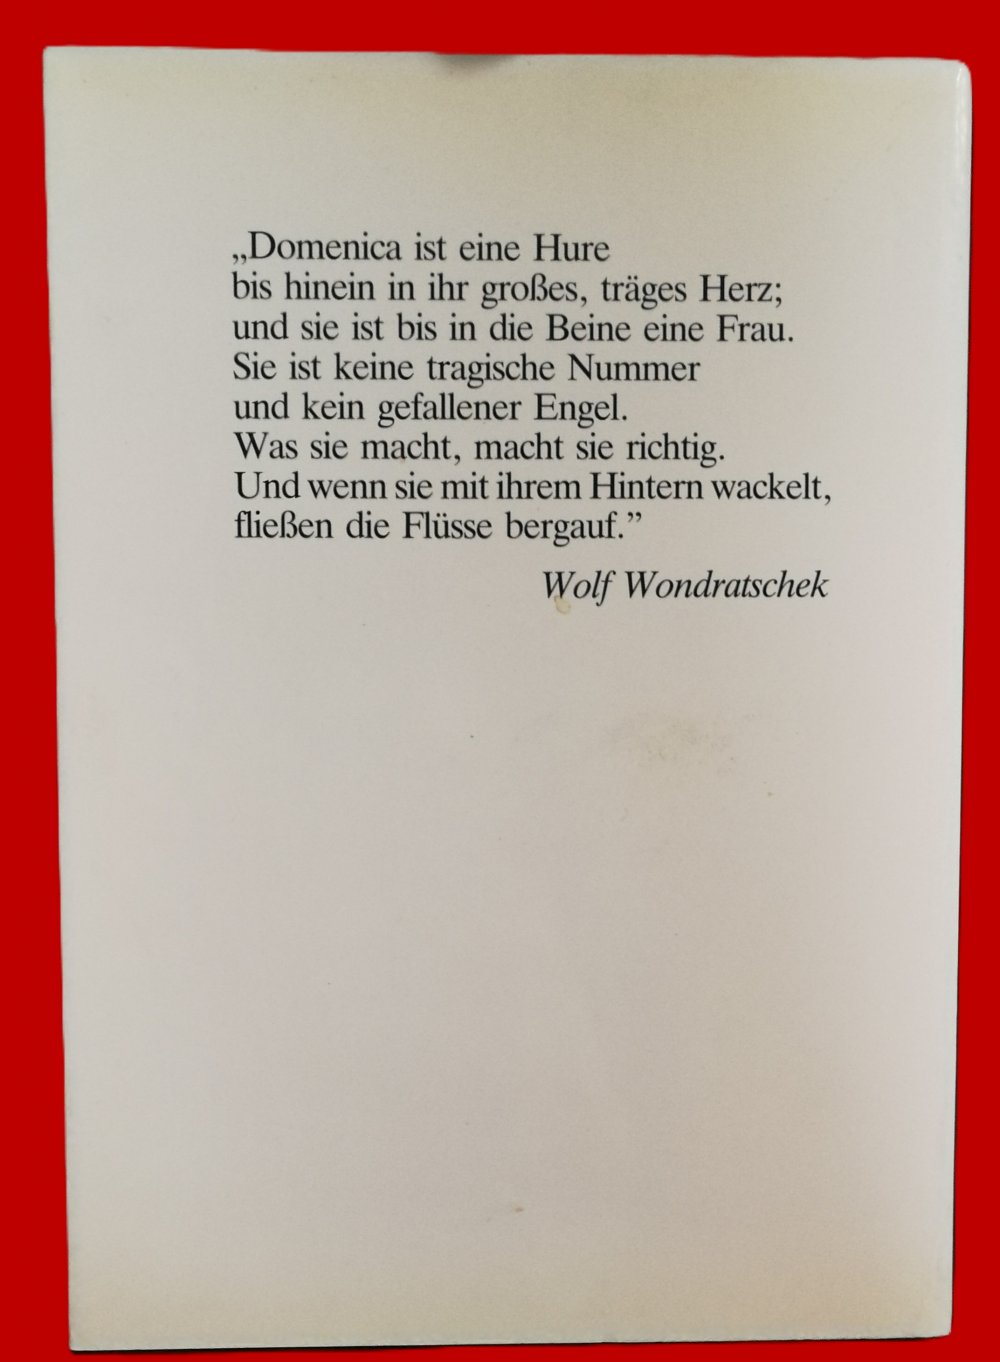 „Domenica ist eine Hure
bis hinein in ihr großes, träges Herz;
und sie ist bis in die Beine eine Frau.
Sie ist keine tragische Nummer
und kein gefallener Engel.
Was sie macht, macht sie richtig.
Und wenn sie mit ihrem Hintern wackelt,
fließen die Flüsse bergauf.”
Wolf Wondratschek